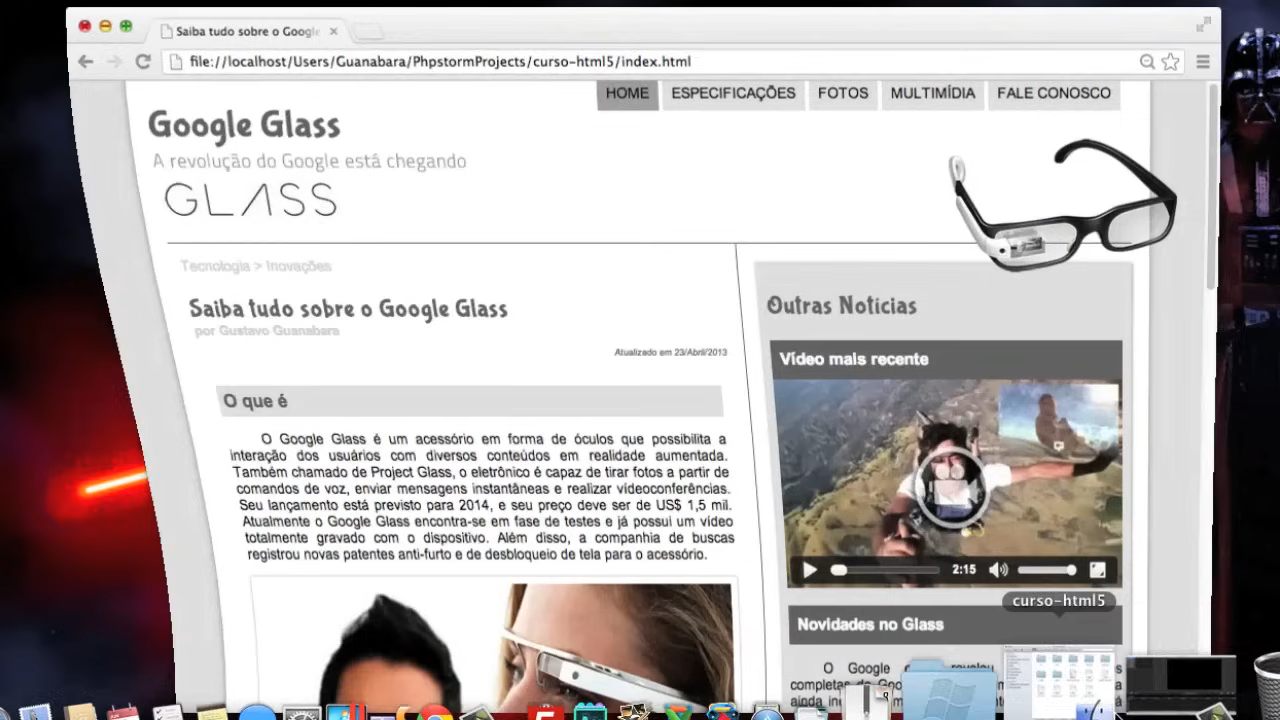 Saiba tudo sobre o Google
file://localhost/Users/Guanabara/PhpstormProjects/curso-html5/index.html
HOME ESPECIFICAÇÕES FOTOS MULTIMÍDIA FALE CONOSCO
Google Glass
A revolução do Google está chegando
GLASS
Tecnologia > Inovações
Saiba tudo sobre o Google Glass
por Gustavo Guanabara
Atualizado em 23/Abril/2013
O que é
O Google Glass é um acessório em forma de óculos que possibilita a
interação dos usuários com diversos conteúdos em realidade aumentada.
Também chamado de Project Glass, o eletrônico é capaz de tirar fotos a partir de
comandos de voz, enviar mensagens instantâneas e realizar vídeoconferências.
Seu lançamento está previsto para 2014, e seu preço deve ser de US$ 1,5 mil.
Atualmente o Google Glass encontra-se em fase de testes e já possui um vídeo
totalmente gravado com o dispositivo. Além disso, a companhia de buscas
registrou novas patentes anti-furto e de desbloqueio de tela para o acessório.
Outras Notícias
Vídeo mais recente
2:15
curso-html5
Novidades no Glass
O Google